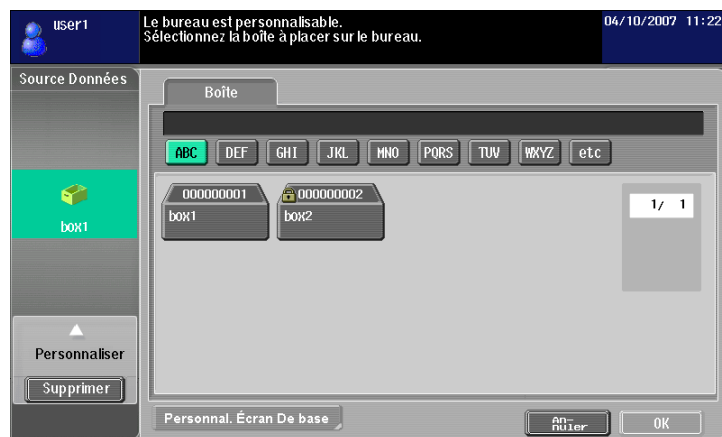 user1
Le bureau est personnalisable.
Sélectionnez la boîte à placer sur le bureau.
04/10/2007 11:22
Source Données
Boîte
ABC DEF GHI JKL MNO PQRS TUV WXYZ etc
000000001 000000002
box1 box2
1/ 1
box1
Personnaliser
Supprimer
Personnal. Écran De base
An-
nuler
OK